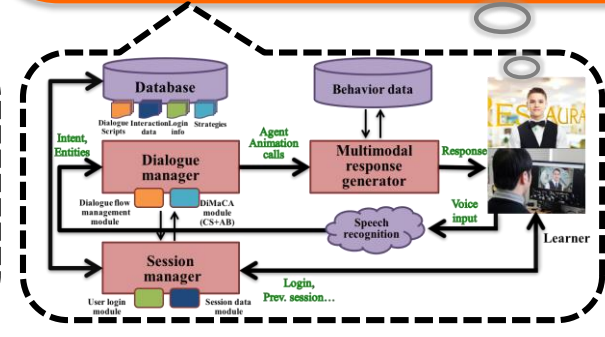 Database
Behavior data
Dialogue
Scripts
Interaction
data
Login
info
Strategies
Intent,
Entities
Agent
Animation
calls
Dialogue
manager
Multimodal
response
generator
Response
Voice
input
Dialogue flow
management
module
DiMaCA
module
(CS+AB)
Speech
recognition
Learner
Session
manager
Login,
Prev. session...
User login
module
Session data
module